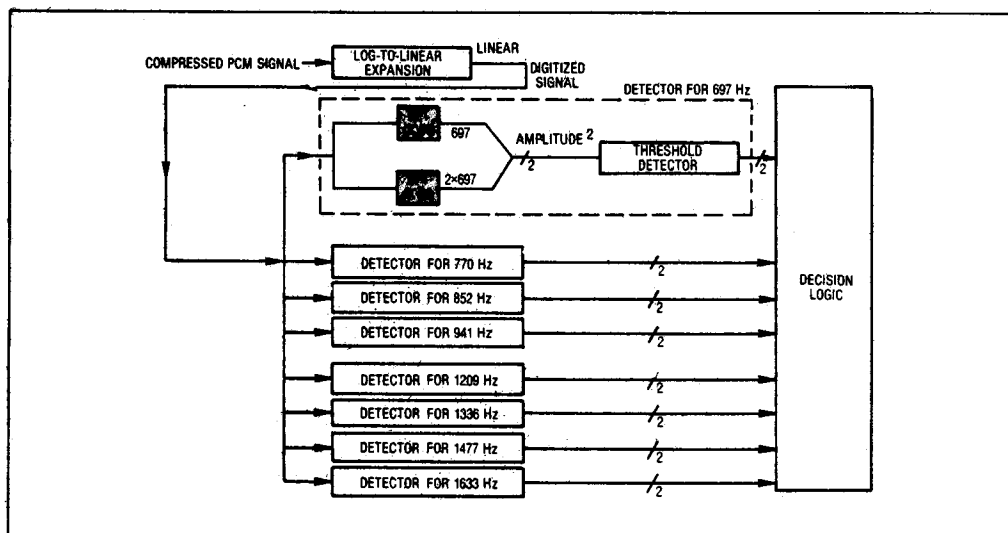 COMPRESSED PCM SIGNAL
LOG-TO-LINEAR
EXPANSION
LINEAR
DIGITIZED
SIGNAL
DETECTOR FOR 697 Hz
697
2×697
AMPLITUDE 2
2
THRESHOLD
DETECTOR
2
DETECTOR FOR 770 Hz
2
DETECTOR FOR 852 Hz
2
DETECTOR FOR 941 Hz
2
DETECTOR FOR 1209 Hz
2
DETECTOR FOR 1336 Hz
2
DETECTOR FOR 1477 Hz
2
DETECTOR FOR 1633 Hz
2
DECISION
LOGIC